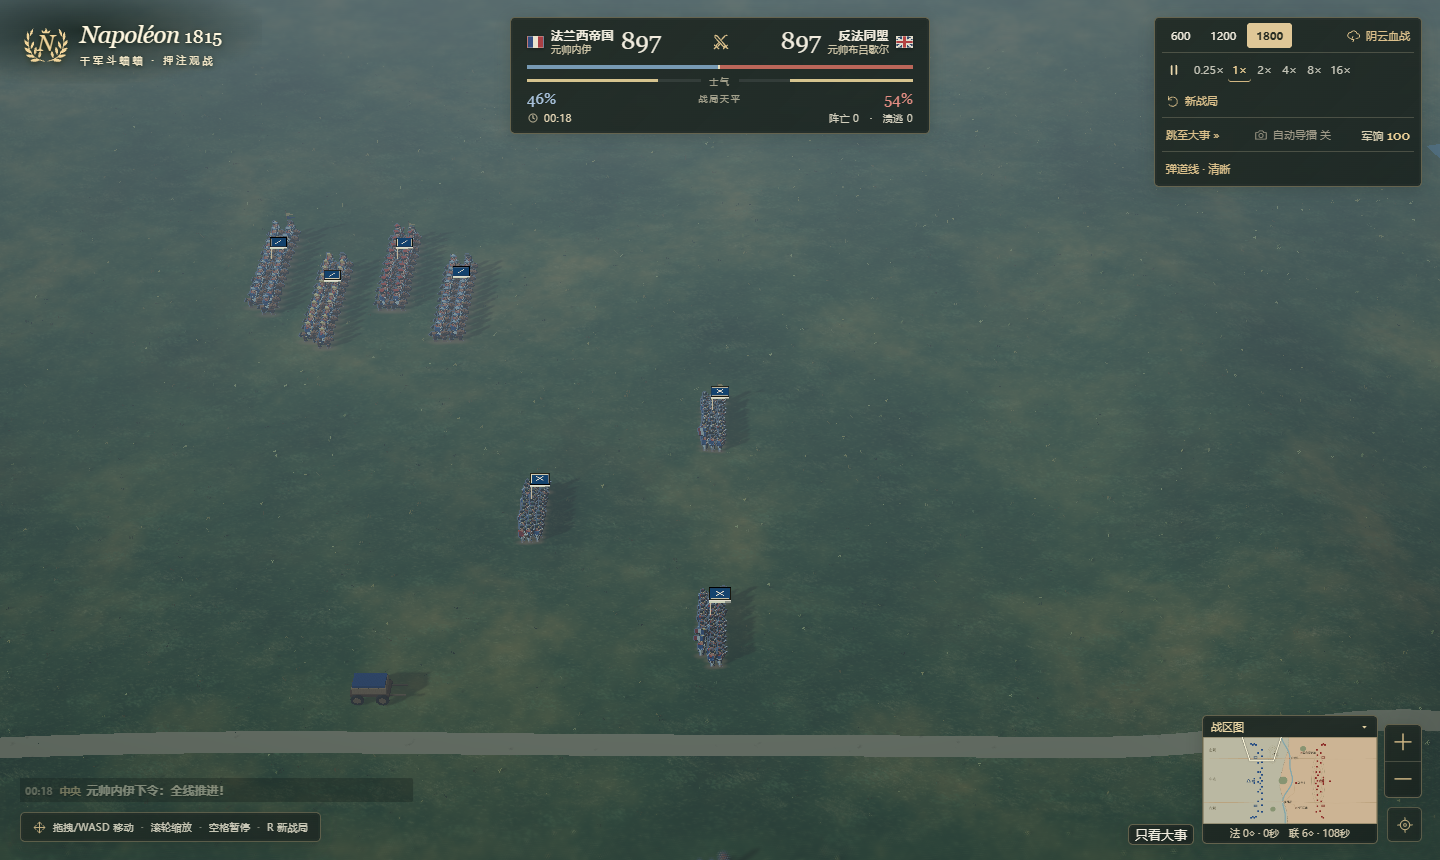 Napoléon 1815
千军斗蛐蛐 · 押注观战
法兰西帝国 897
元帅内伊
897 反法同盟
元帅布吕歇尔
士气
46% 战局天平 54%
00:18 阵亡 0 · 溃逃 0
600 1200 1800 阴云血战
0.25× 1× 2× 4× 8× 16×
新战局
跳至大事 » 自动导播 关 军饷 100
弹道线 · 清晰
00:18 中央 元帅内伊下令：全线推进！
拖拽/WASD 移动 · 滚轮缩放 · 空格暂停 · R 新战局
只看大事
战区图
法 0⋄ · 0秒 联 6⋄ · 108秒